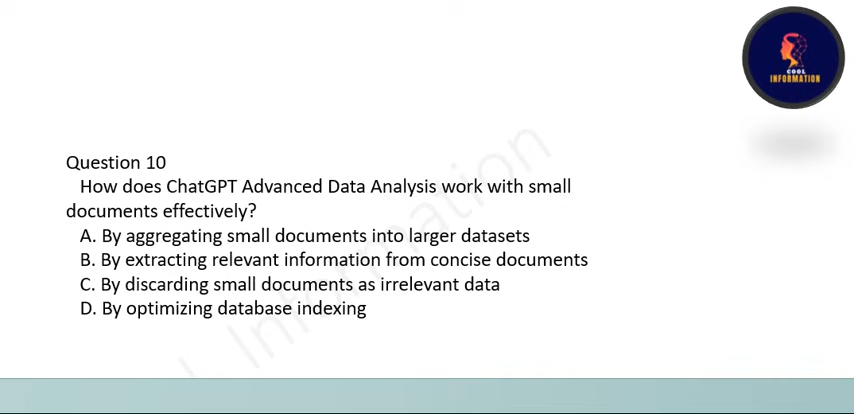 COOL
INFORMATION
Question 10
How does ChatGPT Advanced Data Analysis work with small
documents effectively?
A. By aggregating small documents into larger datasets
B. By extracting relevant information from concise documents
C. By discarding small documents as irrelevant data
D. By optimizing database indexing
Information